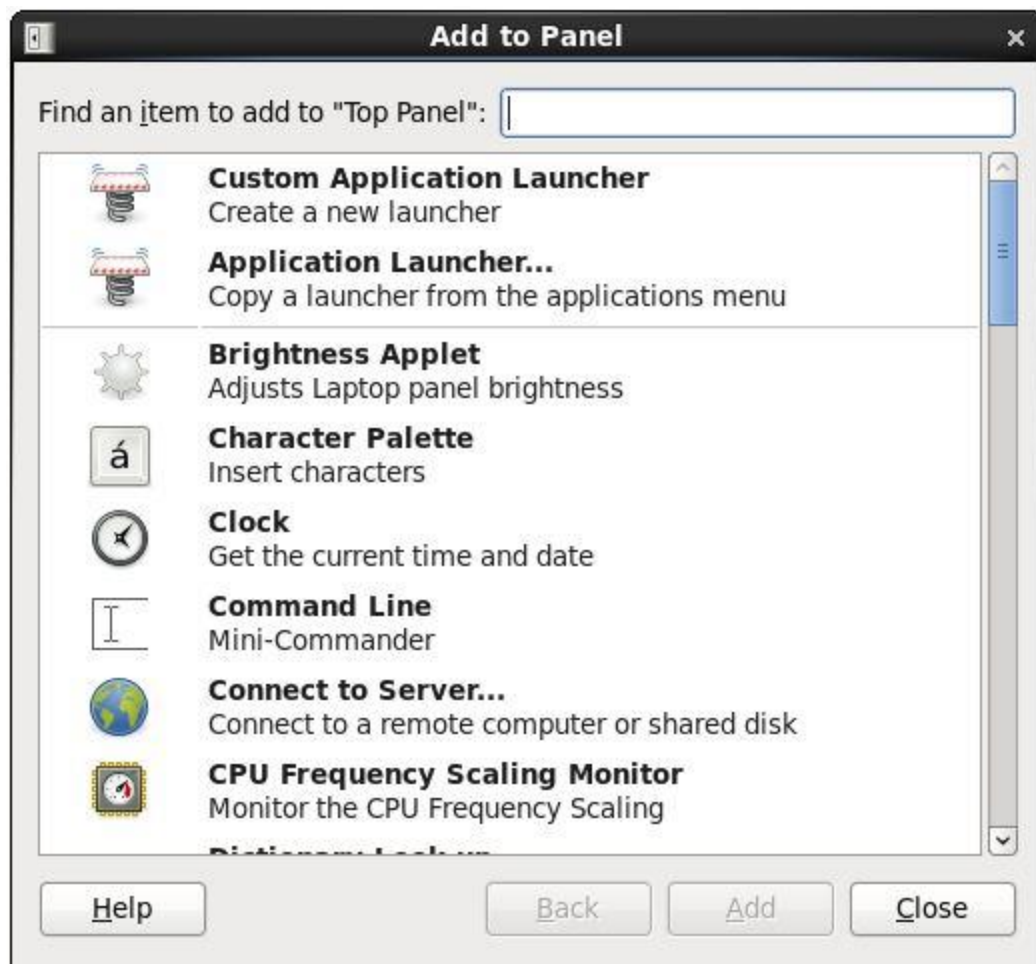 Add to Panel
Find an item to add to "Top Panel":
Custom Application Launcher
Create a new launcher
Application Launcher...
Copy a launcher from the applications menu
Brightness Applet
Adjusts Laptop panel brightness
á
Character Palette
Insert characters
Clock
Get the current time and date
Command Line
Mini-Commander
Connect to Server...
Connect to a remote computer or shared disk
CPU Frequency Scaling Monitor
Monitor the CPU Frequency Scaling
Dictionary Look up
Help Back Add Close